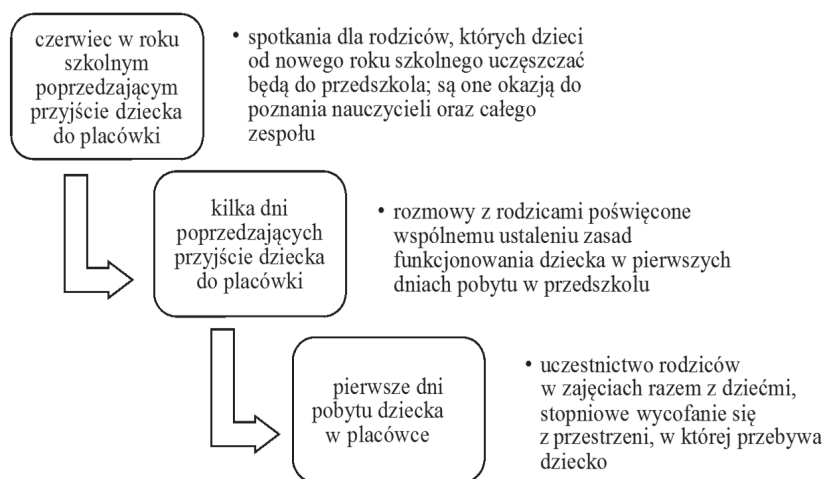 czerwiec w roku
szkolnym
poprzedzającym
przyjście dziecka
do placówki
• spotkania dla rodziców, których dzieci
od nowego roku szkolnego uczęszczać
będą do przedszkola; są one okazją do
poznania nauczycieli oraz całego
zespołu
kilka dni
poprzedzających
przyjście dziecka
do placówki
• rozmowy z rodzicami poświęcone
wspólnemu ustaleniu zasad
funkcjonowania dziecka w pierwszych
dniach pobytu w przedszkolu
pierwsze dni
pobytu dziecka
w placówce
• uczestnictwo rodziców
w zajęciach razem z dziećmi,
stopniowe wycofanie się
z przestrzeni, w której przebywa
dziecko